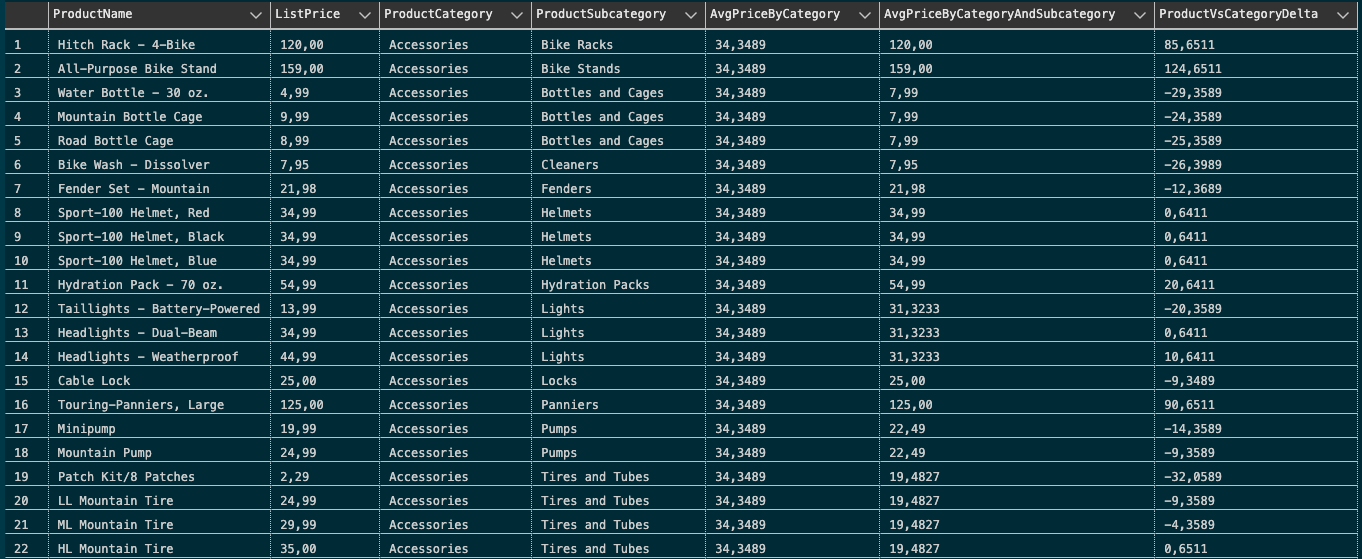 ProductName ListPrice ProductCategory ProductSubcategory AvgPriceByCategory AvgPriceByCategoryAndSubcategory ProductVsCategoryDelta
1 Hitch Rack - 4-Bike 120,00 Accessories Bike Racks 34,3489 120,00 85,6511
2 All-Purpose Bike Stand 159,00 Accessories Bike Stands 34,3489 159,00 124,6511
3 Water Bottle - 30 oz. 4,99 Accessories Bottles and Cages 34,3489 7,99 -29,3589
4 Mountain Bottle Cage 9,99 Accessories Bottles and Cages 34,3489 7,99 -24,3589
5 Road Bottle Cage 8,99 Accessories Bottles and Cages 34,3489 7,99 -25,3589
6 Bike Wash - Dissolver 7,95 Accessories Cleaners 34,3489 7,95 -26,3989
7 Fender Set - Mountain 21,98 Accessories Fenders 34,3489 21,98 -12,3689
8 Sport-100 Helmet, Red 34,99 Accessories Helmets 34,3489 34,99 0,6411
9 Sport-100 Helmet, Black 34,99 Accessories Helmets 34,3489 34,99 0,6411
10 Sport-100 Helmet, Blue 34,99 Accessories Helmets 34,3489 34,99 0,6411
11 Hydration Pack - 70 oz. 54,99 Accessories Hydration Packs 34,3489 54,99 20,6411
12 Taillights - Battery-Powered 13,99 Accessories Lights 34,3489 31,3233 -20,3589
13 Headlights - Dual-Beam 34,99 Accessories Lights 34,3489 31,3233 0,6411
14 Headlights - Weatherproof 44,99 Accessories Lights 34,3489 31,3233 10,6411
15 Cable Lock 25,00 Accessories Locks 34,3489 25,00 -9,3489
16 Touring-Panniers, Large 125,00 Accessories Panniers 34,3489 125,00 90,6511
17 Minipump 19,99 Accessories Pumps 34,3489 22,49 -14,3589
18 Mountain Pump 24,99 Accessories Pumps 34,3489 22,49 -9,3589
19 Patch Kit/8 Patches 2,29 Accessories Tires and Tubes 34,3489 19,4827 -32,0589
20 LL Mountain Tire 24,99 Accessories Tires and Tubes 34,3489 19,4827 -9,3589
21 ML Mountain Tire 29,99 Accessories Tires and Tubes 34,3489 19,4827 -4,3589
22 HL Mountain Tire 35,00 Accessories Tires and Tubes 34,3489 19,4827 0,6511